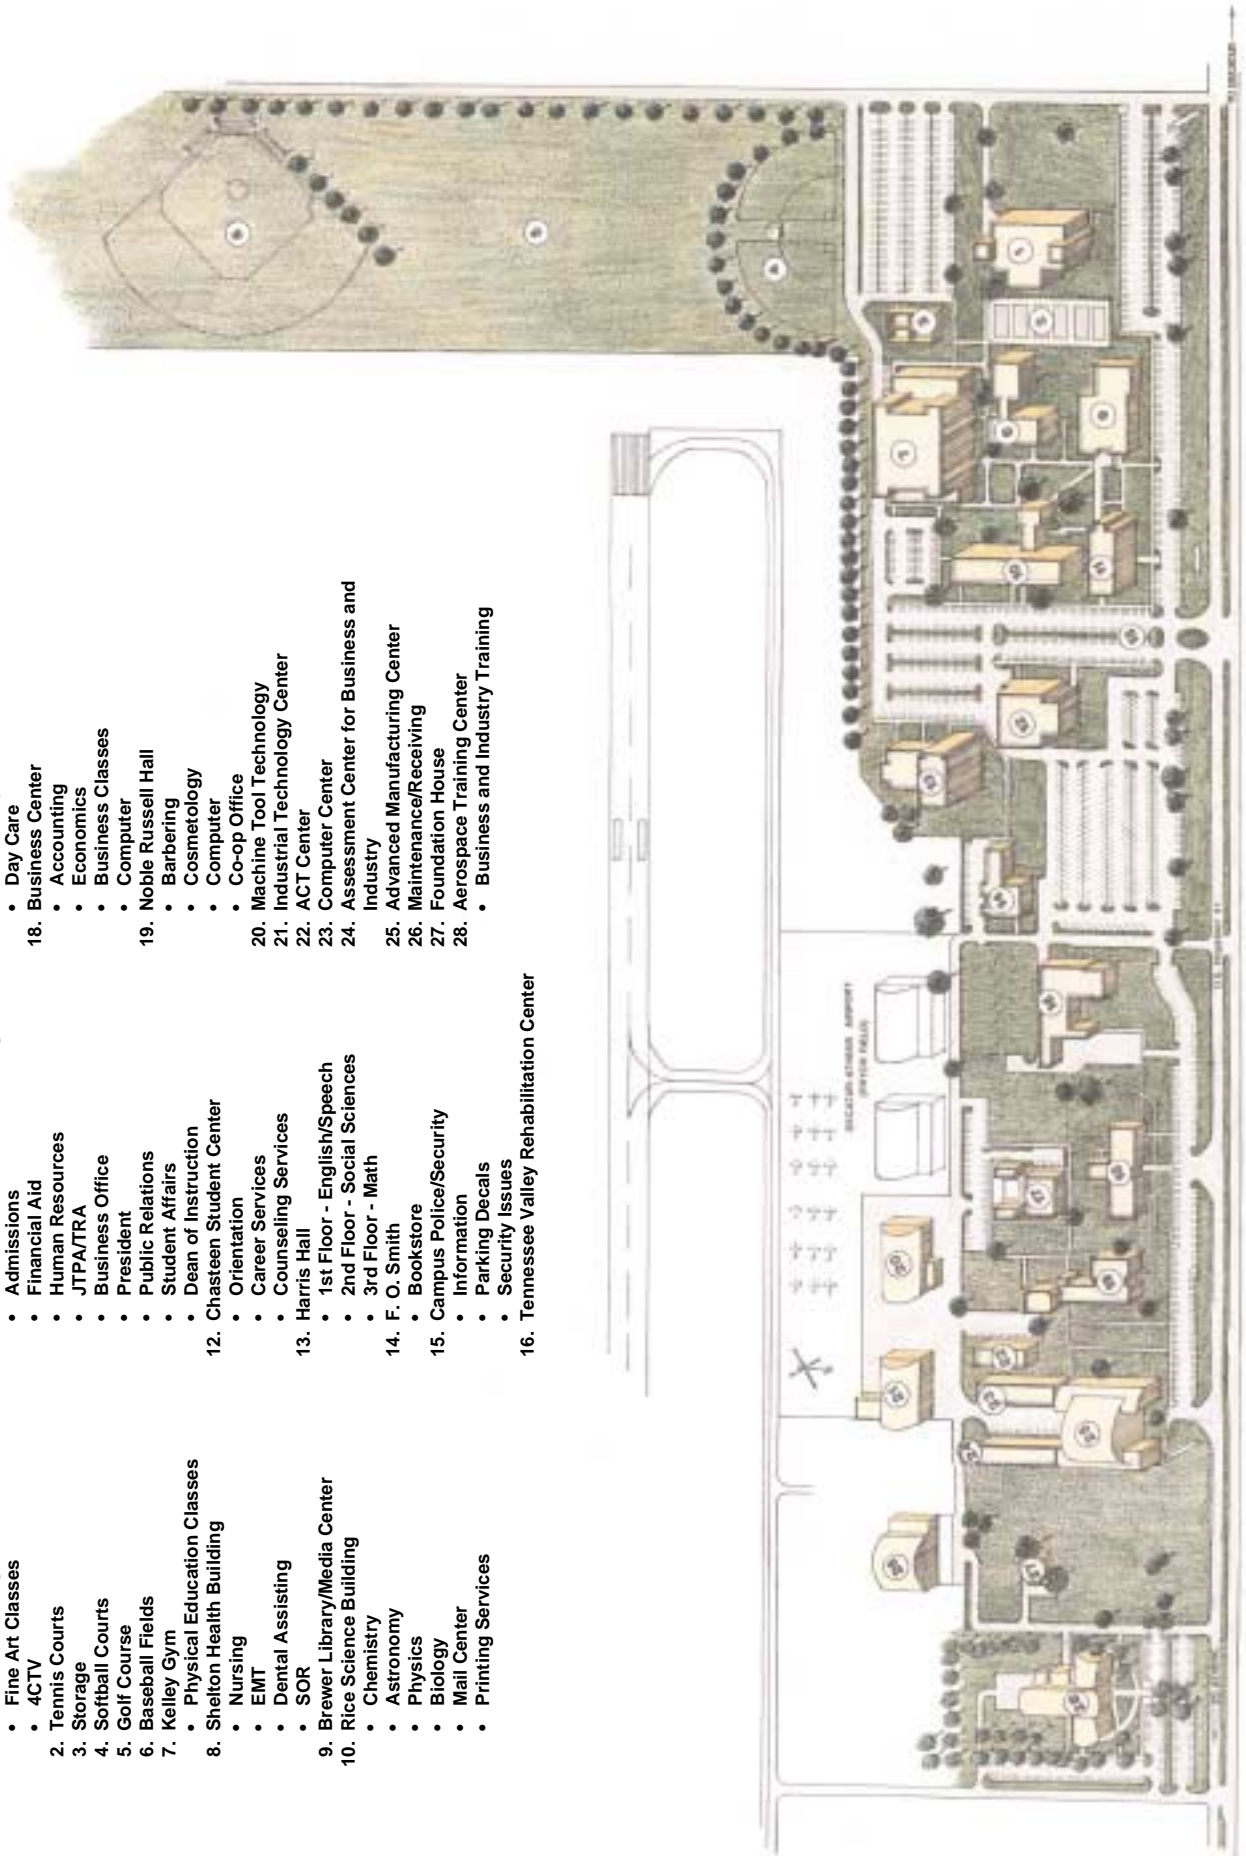 • Fine Art Classes
• 4CTV
2. Tennis Courts
3. Storage
4. Softball Courts
5. Golf Course
6. Baseball Fields
7. Kelley Gym
• Physical Education Classes
8. Shelton Health Building
• Nursing
• EMT
• Dental Assisting
• SOR
9. Brewer Library/Media Center
10. Rice Science Building
• Chemistry
• Astronomy
• Physics
• Biology
• Mail Center
• Printing Services
• Admissions
• Financial Aid
• Human Resources
• JTPA/TRA
• Business Office
• President
• Public Relations
• Student Affairs
• Dean of Instruction
12. Chasteen Student Center
• Orientation
• Career Services
• Counseling Services
13. Harris Hall
• 1st Floor - English/Speech
• 2nd Floor - Social Sciences
• 3rd Floor - Math
14. F. O. Smith
• Bookstore
15. Campus Police/Security
• Information
• Parking Decals
• Security Issues
16. Tennessee Valley Rehabilitation Center
• Day Care
18. Business Center
• Accounting
• Economics
• Business Classes
• Computer
19. Noble Russell Hall
• Barbering
• Cosmetology
• Computer
• Co-op Office
20. Machine Tool Technology
21. Industrial Technology Center
22. ACT Center
23. Computer Center
24. Assessment Center for Business and
Industry
25. Advanced Manufacturing Center
26. Maintenance/Receiving
27. Foundation House
28. Aerospace Training Center
• Business and Industry Training
DECATUR-ATHENS AIRPORT
(PRYOR FIELD)